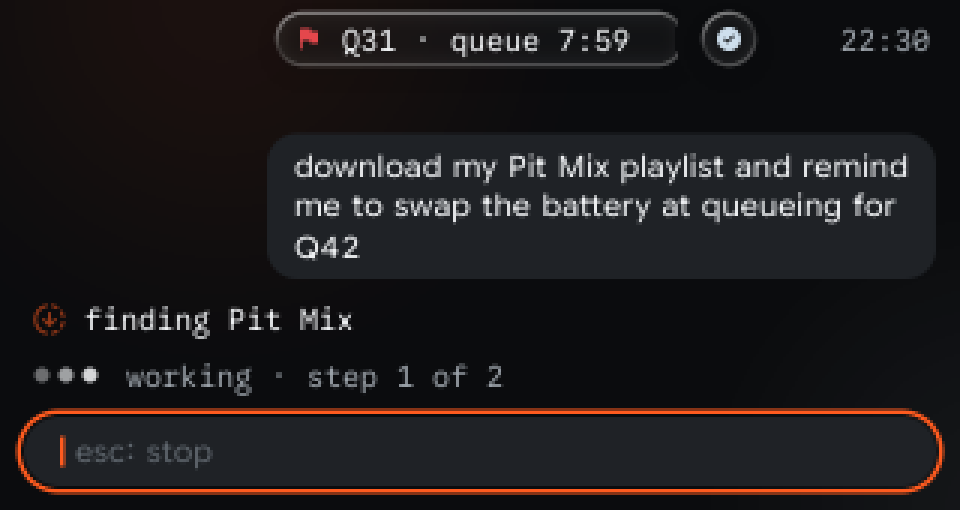 Q31 · queue 7:59
22:30
download my Pit Mix playlist and remind
me to swap the battery at queueing for
Q42
finding Pit Mix
working · step 1 of 2
esc: stop